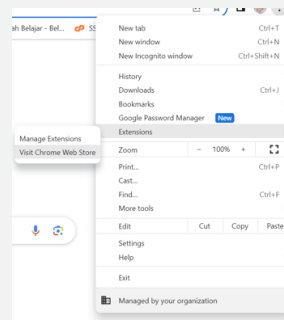 ah Belajar - Bel...
New tab Ctrl+T
New window Ctrl+N
New Incognito window Ctrl+Shift+N
History
Downloads Ctrl+J
Bookmarks
Google Password Manager New
Extensions
Manage Extensions
Visit Chrome Web Store
Zoom - 100% +
Print... Ctrl+P
Cast...
Find... Ctrl+F
More tools
Edit Cut Copy Paste
Settings
Help
Exit
Managed by your organization